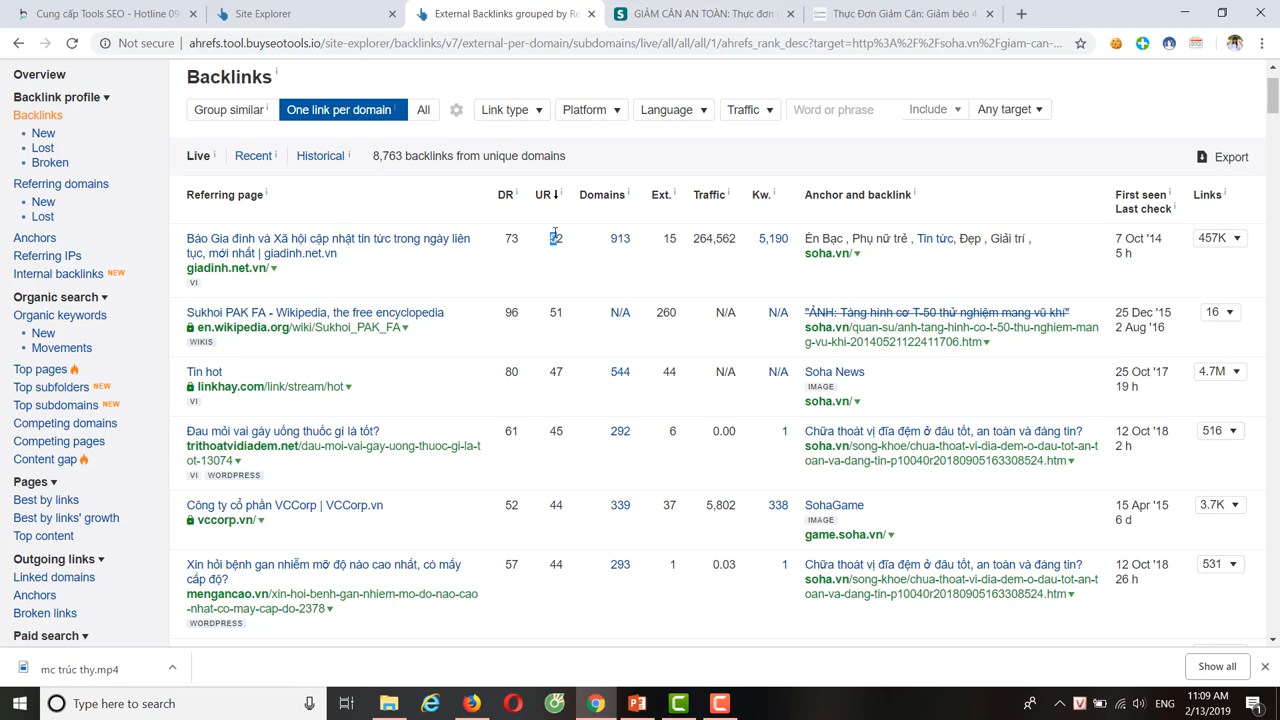 Cung cấp Tools SEO - Hotline 09
Site Explorer
External Backlinks grouped by Re
GIẢM CÂN AN TOÀN: Thực đơn
Thực Đơn Giảm Cân: Giảm béo 4
Not secure
ahrefs.tool.buyseotools.io/site-explorer/backlinks/v7/external-per-domain/subdomains/live/all/all/all/1/ahrefs_rank_desc?target=http%3A%2F%2Fsoha.vn%2Fgiam-can-...
Overview
Backlink profile
Backlinks
New
Lost
Broken
Referring domains
New
Lost
Anchors
Referring IPs
Internal backlinks NEW
Organic search
Organic keywords
New
Movements
Top pages
Top subfolders NEW
Top subdomains NEW
Competing domains
Competing pages
Content gap
Pages
Best by links
Best by links' growth
Top content
Outgoing links
Linked domains
Anchors
Broken links
Paid search
Backlinks
Group similar One link per domain All Link type Platform Language Traffic Word or phrase Include Any target
Live Recent Historical 8,763 backlinks from unique domains Export
Referring page DR UR Domains Ext. Traffic Kw. Anchor and backlink First seen Last check Links
Báo Gia đình và Xã hội cập nhật tin tức trong ngày liên 73 52 913 15 264,562 5,190 Én Bạc , Phụ nữ trẻ , Tin tức, Đẹp , Giải trí , 7 Oct '14 457K
tục, mới nhất | giadinh.net.vn soha.vn/ 5 h
giadinh.net.vn/
VI
Sukhoi PAK FA - Wikipedia, the free encyclopedia 96 51 N/A 260 N/A N/A "ẢNH: Tàng hình cơ T-50 thử nghiệm mang vũ khí" 25 Dec '15 16
en.wikipedia.org/wiki/Sukhoi_PAK_FA soha.vn/quan-su/anh-tang-hinh-co-t-50-thu-nghiem-man 2 Aug '16
WIKIS g-vu-khi-20140521122411706.htm
Tin hot 80 47 544 44 N/A N/A Soha News 25 Oct '17 4.7M
linkhay.com/link/stream/hot IMAGE 19 h
VI soha.vn/
Đau mỏi vai gáy uống thuốc gì là tốt? 61 45 292 6 0.00 1 Chữa thoát vị đĩa đệm ở đâu tốt, an toàn và đáng tin? 12 Oct '18 516
trithoatvidiadem.net/dau-moi-vai-gay-uong-thuoc-gi-la-t soha.vn/song-khoe/chua-thoat-vi-dia-dem-o-dau-tot-an-t 2 h
ot-13074 oan-va-dang-tin-p10040r20180905163308524.htm
VI WORDPRESS
Công ty cổ phần VCCorp | VCCorp.vn 52 44 339 37 5,802 338 SohaGame 15 Apr '15 3.7K
vccorp.vn/ IMAGE 6 d
game.soha.vn/
Xin hỏi bệnh gan nhiễm mỡ độ nào cao nhất, có mấy 57 44 293 1 0.03 1 Chữa thoát vị đĩa đệm ở đâu tốt, an toàn và đáng tin? 12 Oct '18 531
cấp độ? soha.vn/song-khoe/chua-thoat-vi-dia-dem-o-dau-tot-an-t 26 h
mengancao.vn/xin-hoi-benh-gan-nhiem-mo-do-nao-cao oan-va-dang-tin-p10040r20180905163308524.htm
-nhat-co-may-cap-do-2378
WORDPRESS
mc trúc thy.mp4
Show all
Type here to search
ENG
11:09 AM
2/13/2019